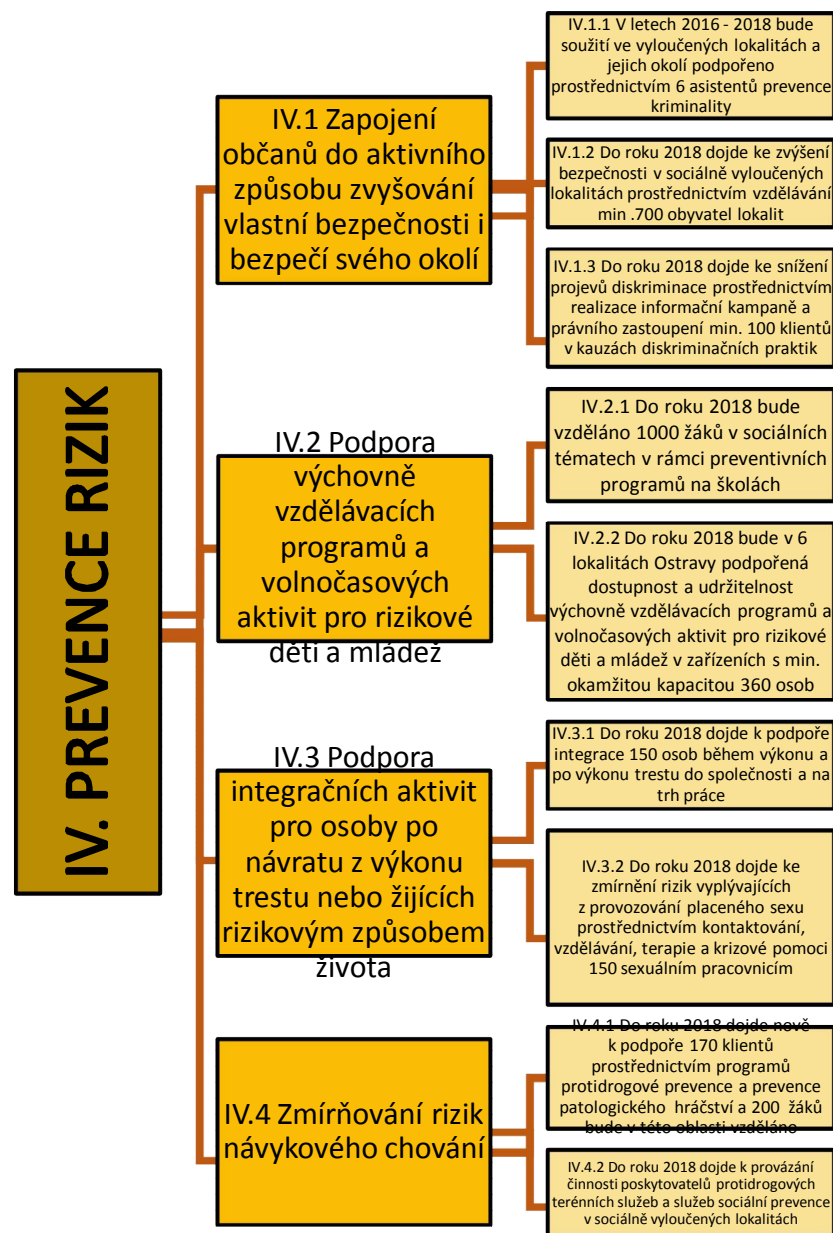 IV. PREVENCE RIZIK
IV.1 Zapojení
občanů do aktivního
způsobu zvyšování
vlastní bezpečnosti i
bezpečí svého okolí
IV.1.1 V letech 2016 - 2018 bude
soužití ve vyloučených lokalitách a
jejich okolí podpořeno
prostřednictvím 6 asistentů prevence
kriminality
IV.1.2 Do roku 2018 dojde ke zvýšení
bezpečnosti v sociálně vyloučených
lokalitách prostřednictvím vzdělávání
min .700 obyvatel lokalit
IV.1.3 Do roku 2018 dojde ke snížení
projevů diskriminace prostřednictvím
realizace informační kampaně a
právního zastoupení min. 100 klientů
v kauzách diskriminačních praktik
IV.2 Podpora
výchovně
vzdělávacích
programů a
volnočasových
aktivit pro rizikové
děti a mládež
IV.2.1 Do roku 2018 bude
vzděláno 1000 žáků v sociálních
tématech v rámci preventivních
programů na školách
IV.2.2 Do roku 2018 bude v 6
lokalitách Ostravy podpořená
dostupnost a udržitelnost
výchovně vzdělávacích programů a
volnočasových aktivit pro rizikové
děti a mládež v zařízeních s min.
okamžitou kapacitou 360 osob
IV.3 Podpora
integračních aktivit
pro osoby po
návratu z výkonu
trestu nebo žijících
rizikovým způsobem
života
IV.3.1 Do roku 2018 dojde k podpoře
integrace 150 osob během výkonu a
po výkonu trestu do společnosti a na
trh práce
IV.3.2 Do roku 2018 dojde ke
zmírnění rizik vyplývajících
z provozování placeného sexu
prostřednictvím kontaktování,
vzdělávání, terapie a krizové pomoci
150 sexuálním pracovnicím
IV.4 Zmírňování rizik
návykového chování
IV.4.1 Do roku 2018 dojde nově
k podpoře 170 klientů
prostřednictvím programů
protidrogové prevence a prevence
patologického hráčství a 200 žáků
bude v této oblasti vzděláno
IV.4.2 Do roku 2018 dojde k provázání
činnosti poskytovatelů protidrogových
terénních služeb a služeb sociální prevence
v sociálně vyloučených lokalitách